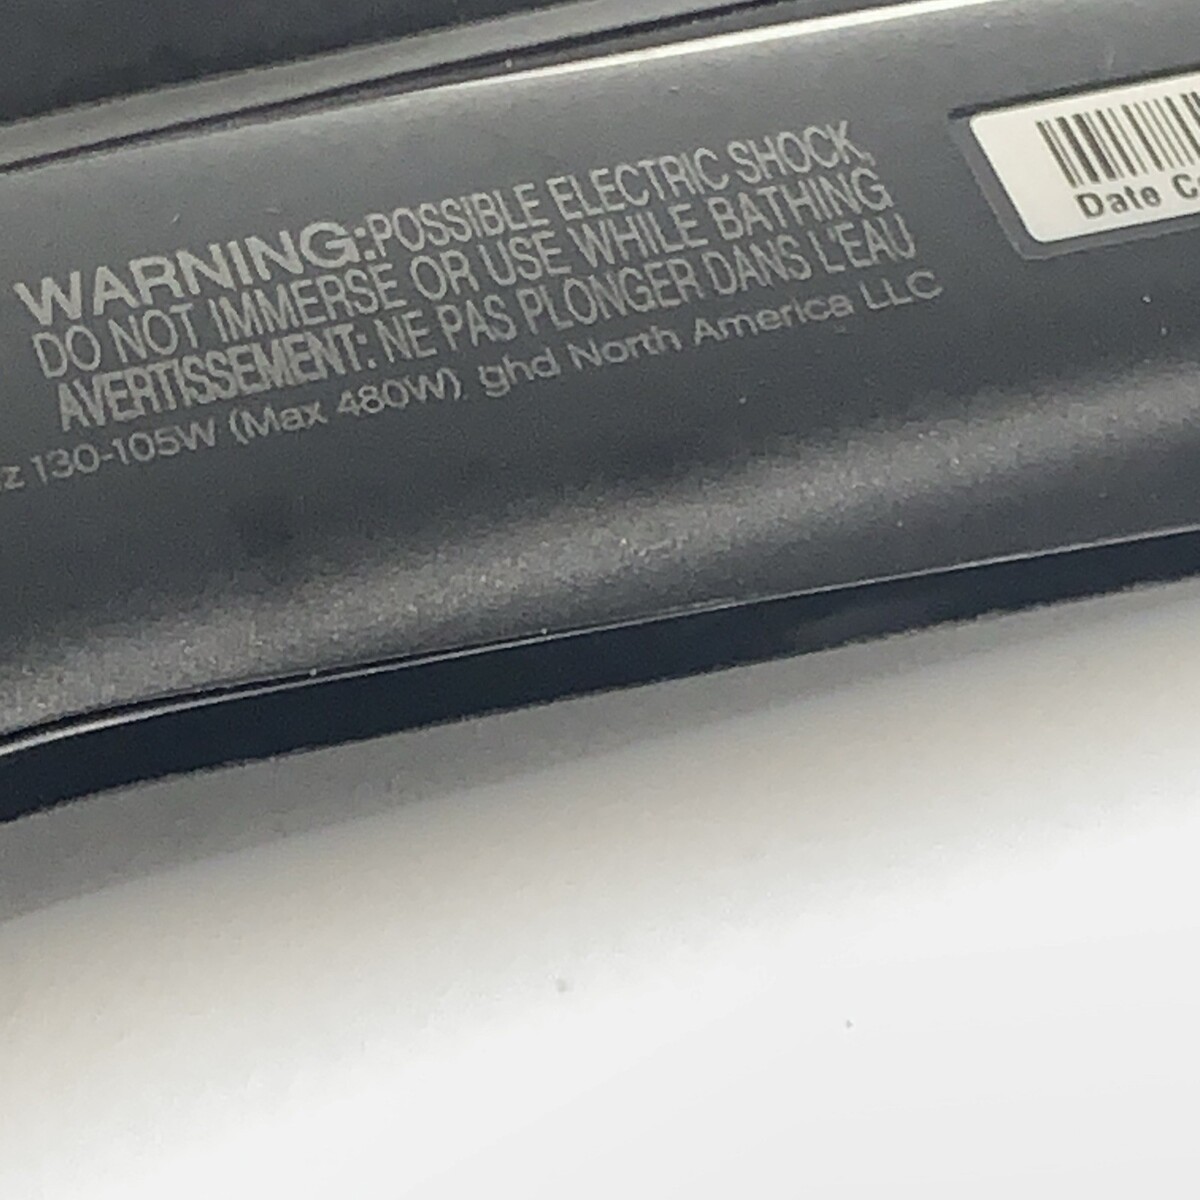 WARNING:POSSIBLE ELECTRIC SHOCK,
DO NOT IMMERSE OR USE WHILE BATHING
AVERTISSEMENT: NE PAS PLONGER DANS L'EAU
130-105W (Max 480W) ghd North America LLC
Date